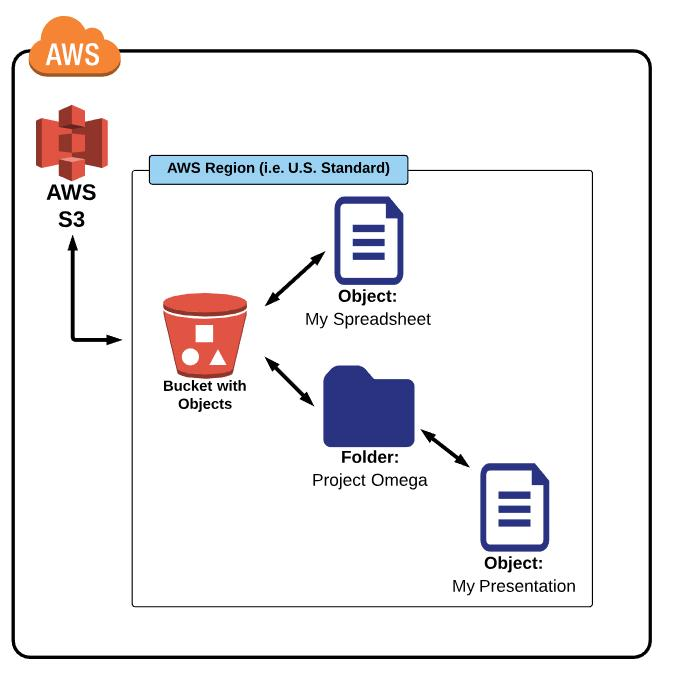 AWS
AWS
S3
AWS Region (i.e. U.S. Standard)
Object:
My Spreadsheet
Bucket with
Objects
Folder:
Project Omega
Object:
My Presentation